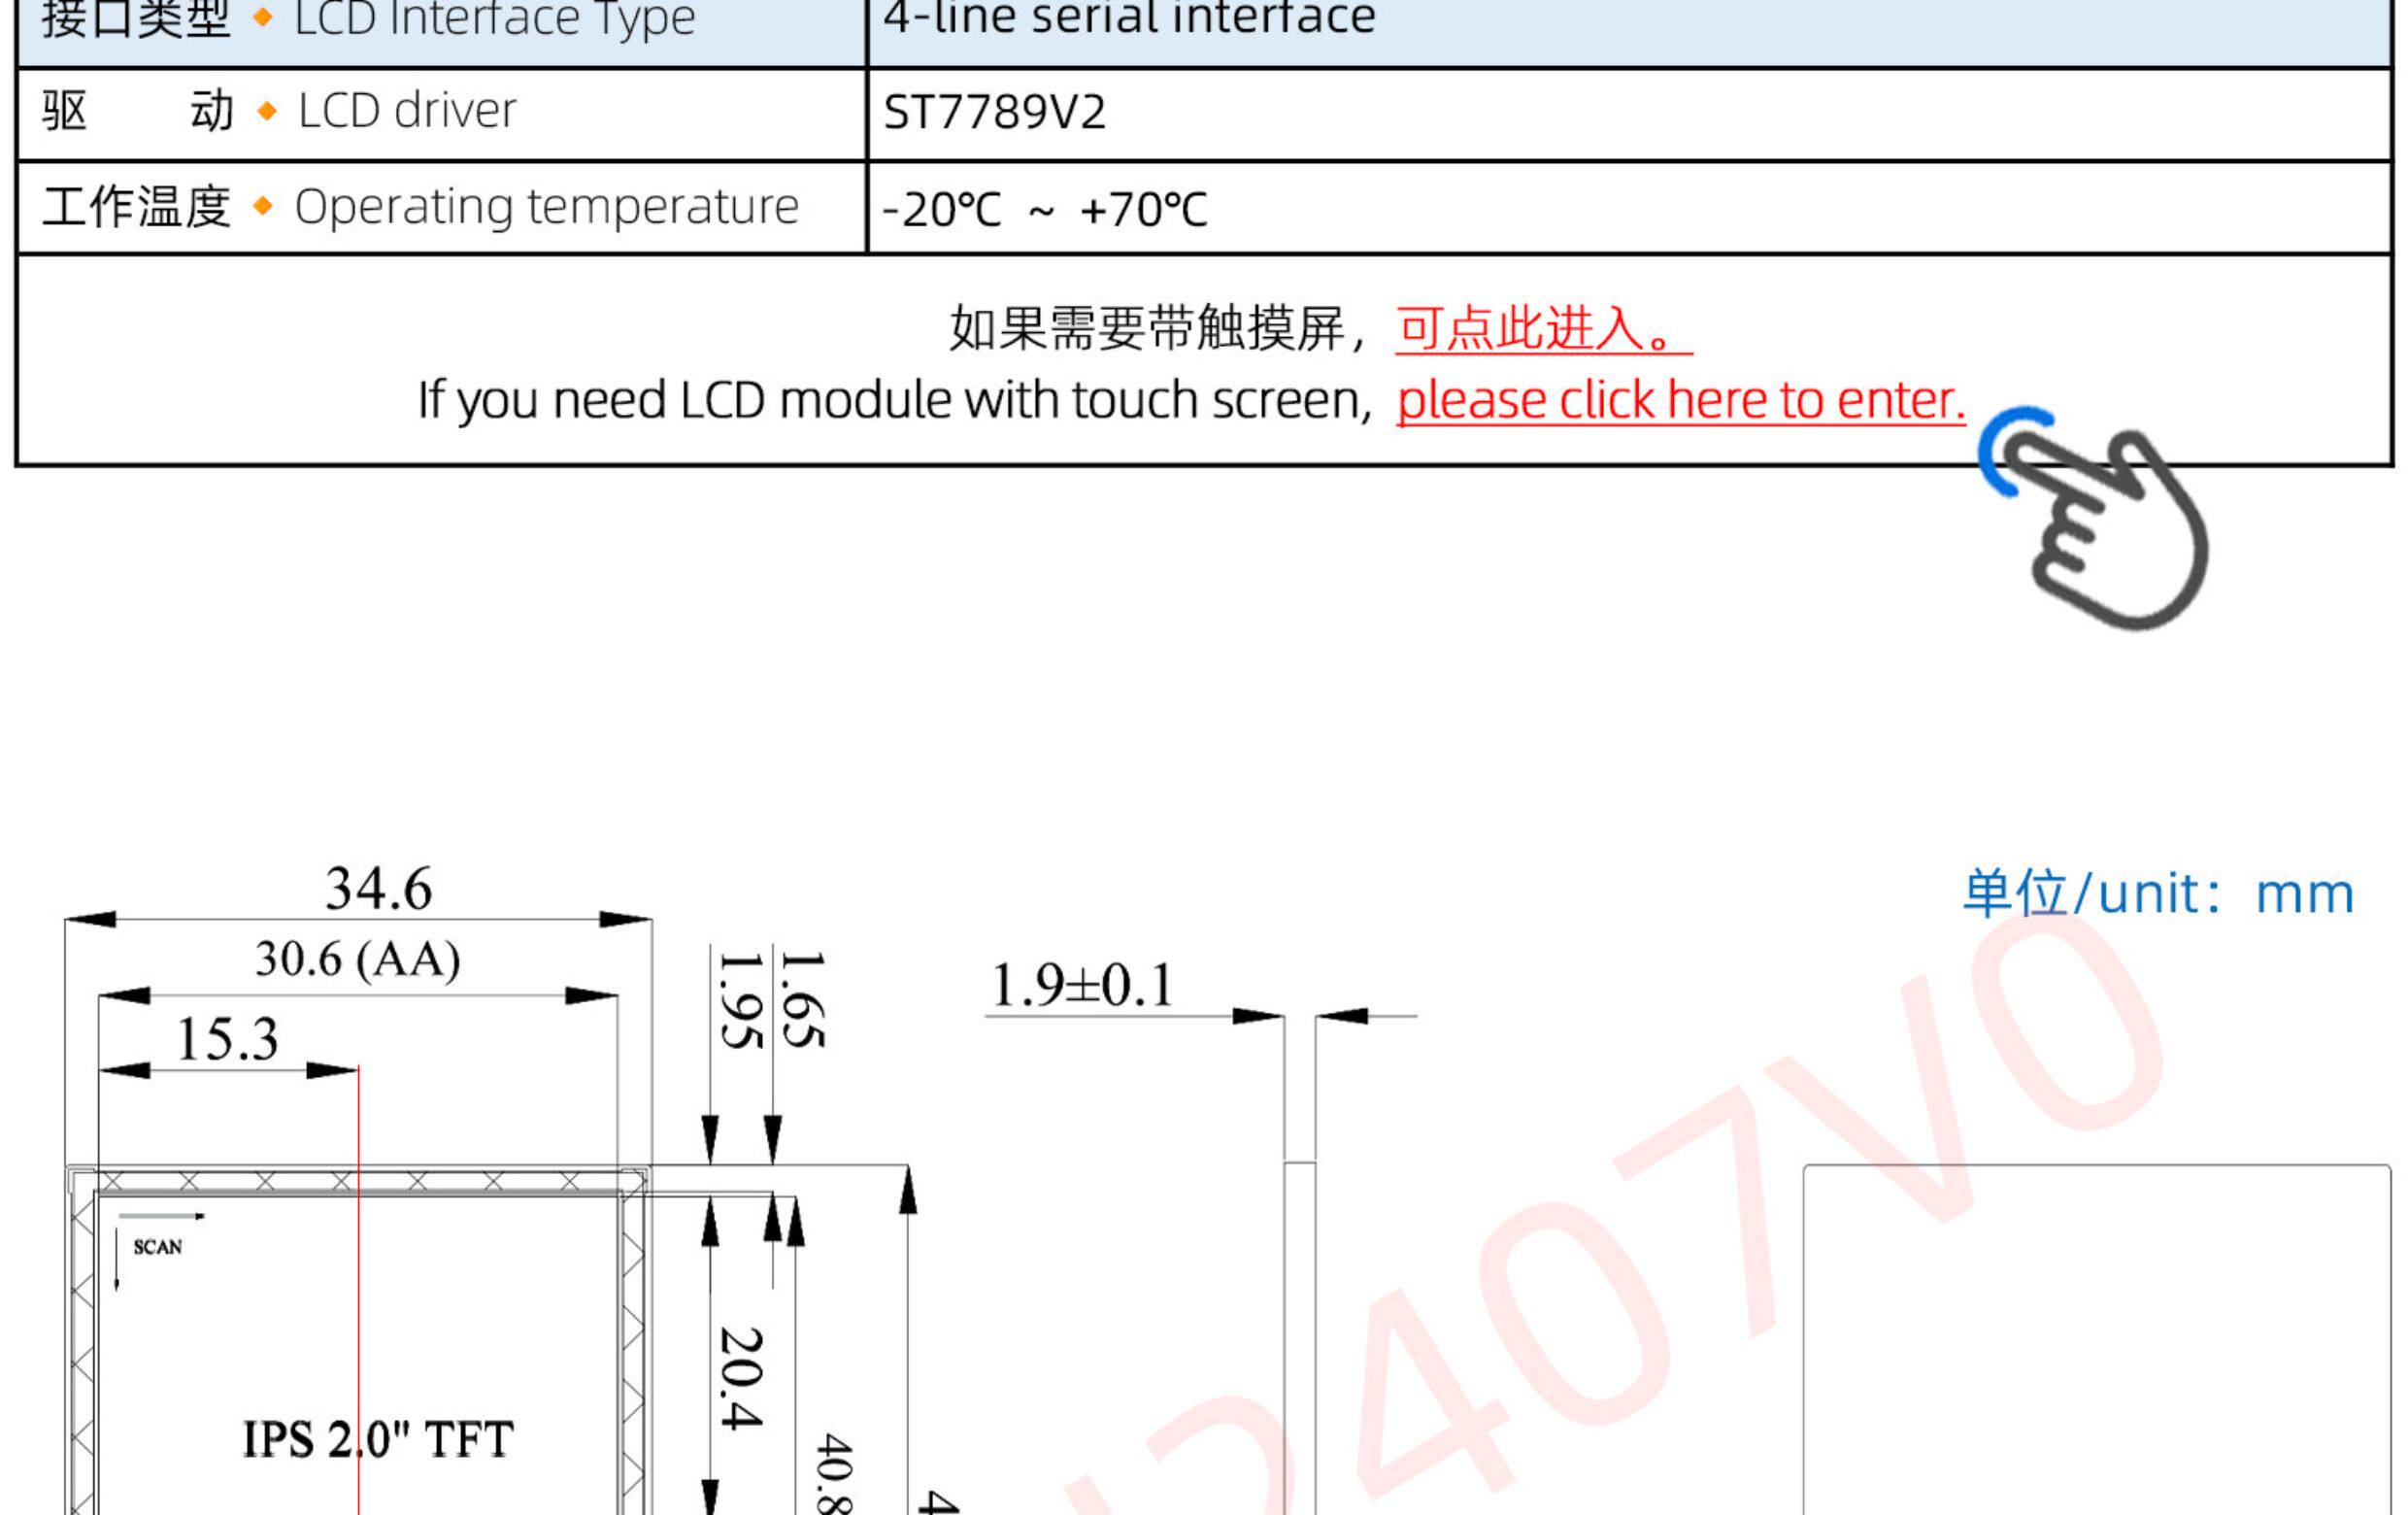 接口类型 🔸 LCD Interface Type 4-line serial interface
驱 动 🔸 LCD driver ST7789V2
工作温度 🔸 Operating temperature -20℃ ~ +70℃
如果需要带触摸屏，可点此进入。
If you need LCD module with touch screen, please click here to enter.
单位/unit：mm
34.6
30.6 (AA)
15.3
1.95
1.65
1.9±0.1
SCAN
20.4
IPS 2.0" TFT
40.8
2407V0